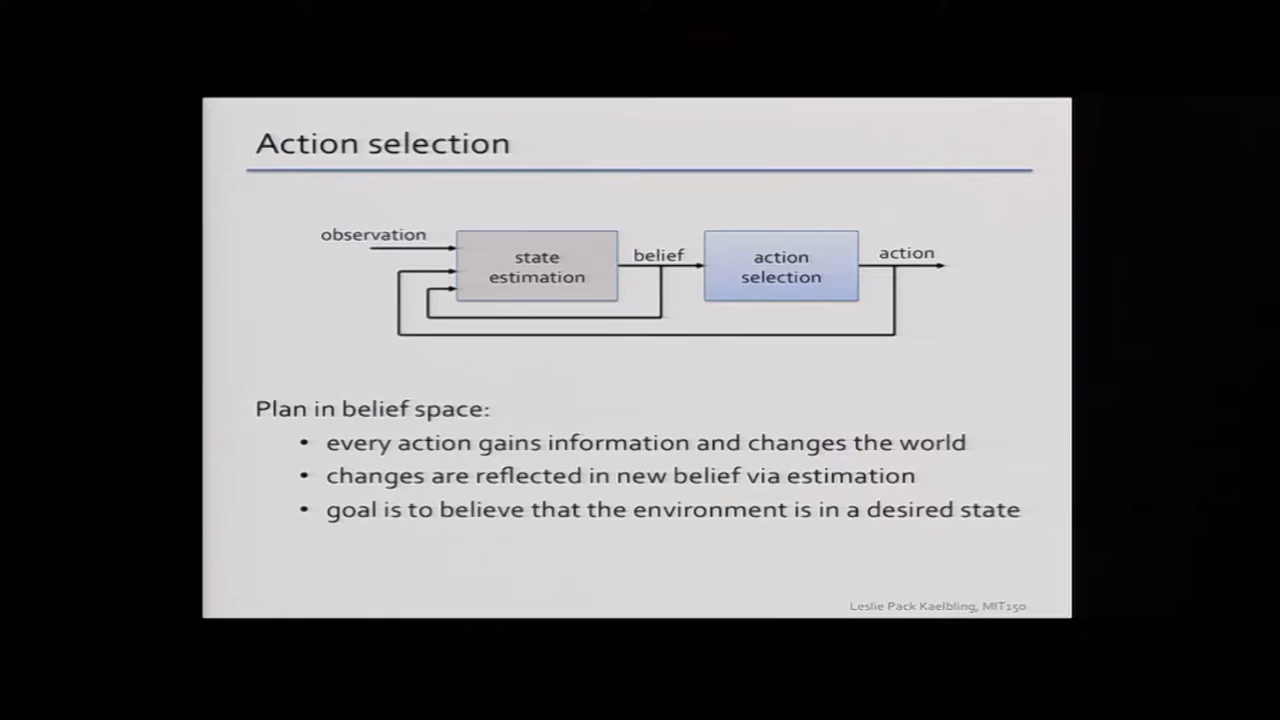 Action selection
observation
state
estimation
belief
action
selection
action
Plan in belief space:
• every action gains information and changes the world
• changes are reflected in new belief via estimation
• goal is to believe that the environment is in a desired state
Leslie Pack Kaelbling, MIT150